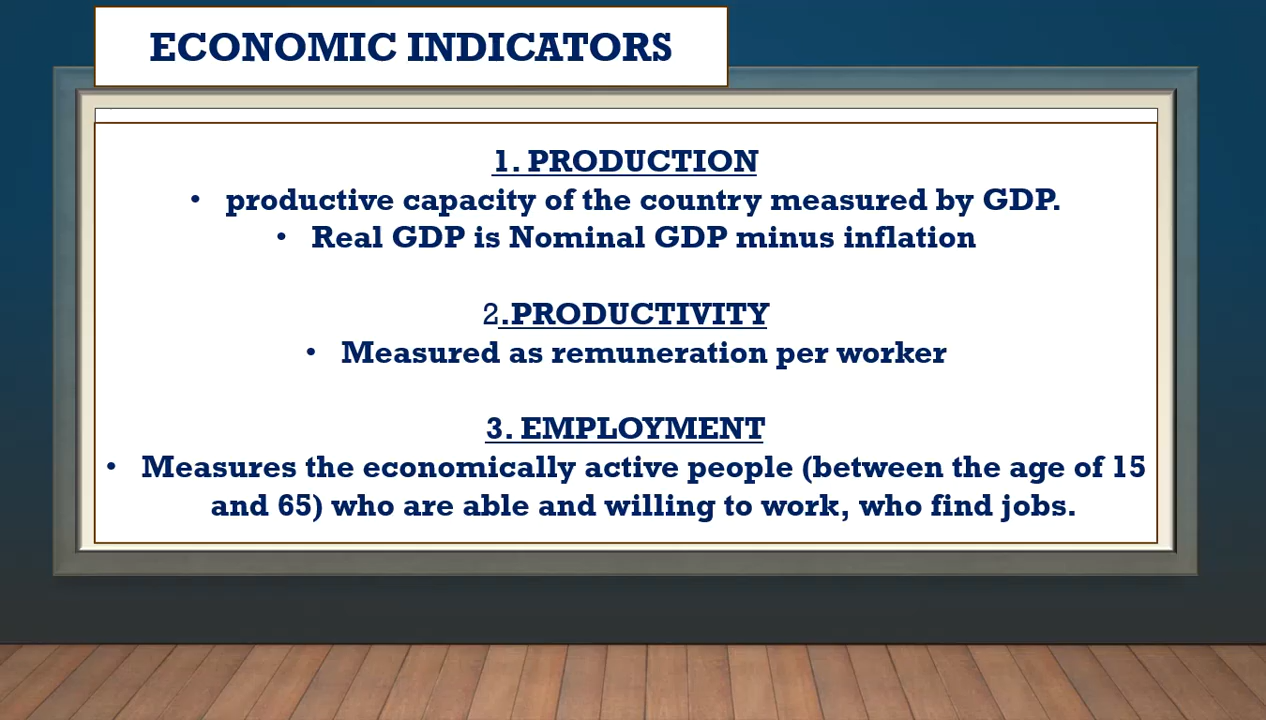 ECONOMIC INDICATORS
1. PRODUCTION
• productive capacity of the country measured by GDP.
• Real GDP is Nominal GDP minus inflation
2.PRODUCTIVITY
• Measured as remuneration per worker
3. EMPLOYMENT
• Measures the economically active people (between the age of 15
and 65) who are able and willing to work, who find jobs.